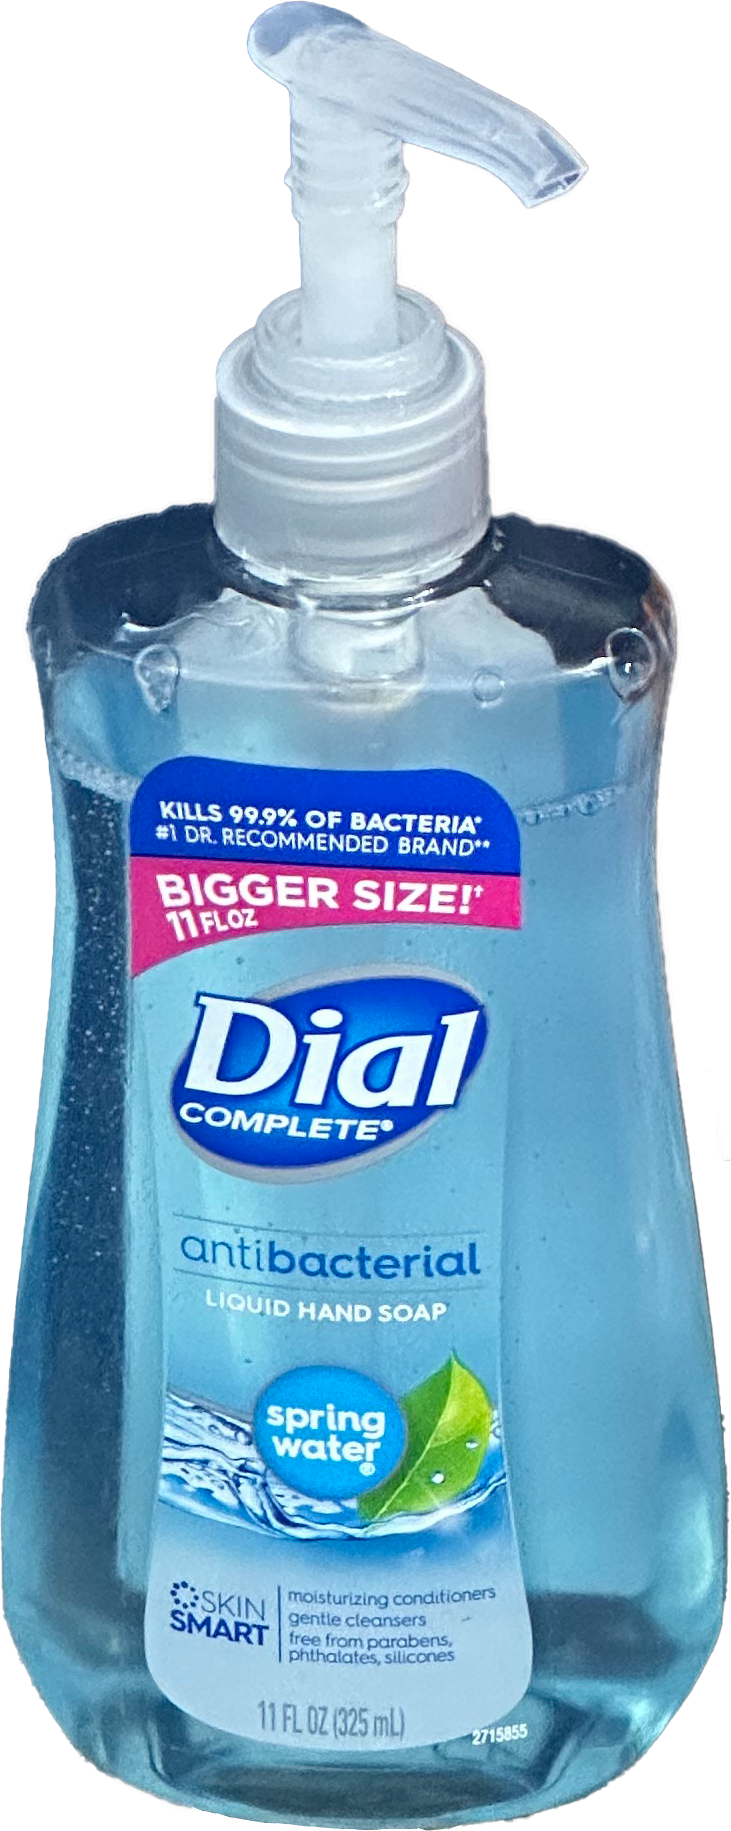 KILLS 99.9% OF BACTERIA*
#1 DR. RECOMMENDED BRAND**
BIGGER SIZE!†
11 FL OZ
Dial
COMPLETE®
antibacterial
LIQUID HAND SOAP
spring
water®
SKIN
SMART
moisturizing conditioners
gentle cleansers
free from parabens,
phthalates, silicones
11 FL OZ (325 mL)
2715855